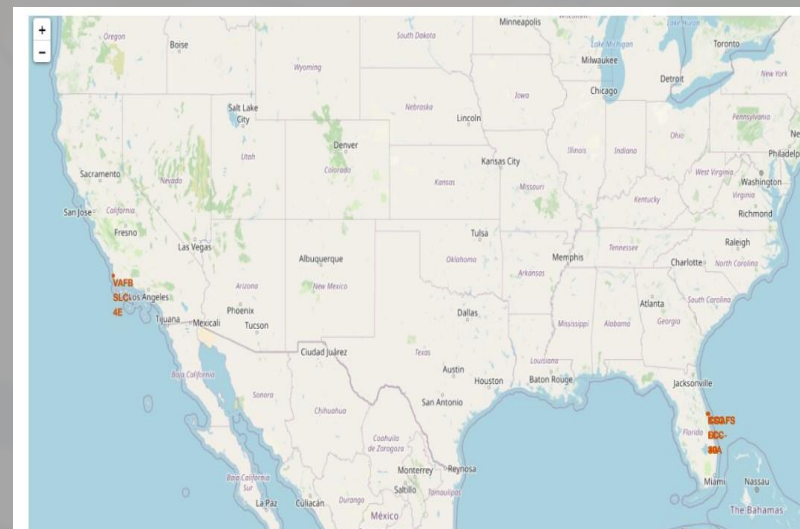 +
−
Oregon
Boise
South Dakota
Minneapolis
Wyoming
Lake Michigan
Toronto
Milwaukee
Detroit
New York
Chicago
Salt Lake
City
Nebraska
Iowa
Lincoln
Pennsylvania
Denver
Utah
Colorado
Ohio
Illinois
Indiana
Sacramento
Nevada
Kansas City
Kansas
Missouri
West Virginia
Washington
Virginia
Kentucky
Richmond
San Jose
California
Fresno
Las Vegas
Tulsa
Raleigh
Tennessee
Albuquerque
Oklahoma
Memphis
Charlotte
North Carolina
Arkansas
VAFB
SLC-
4E
Los Angeles
Arizona
New Mexico
Atlanta
South Carolina
Phoenix
Tijuana
Mexicali
Tucson
Dallas
Mississippi
Alabama
Georgia
Ciudad Juárez
Texas
Louisiana
Austin
Baja California
Houston
Baton Rouge
Jacksonville
Sonora
San Antonio
Chihuahua
Florida
Coahuila
de Zaragoza
Monterrey
Reynosa
Baja California
Sur
Miami
Nassau
Saltillo
Tamaulipas
La Paz
Culiacán
Durango
The Bahamas
México